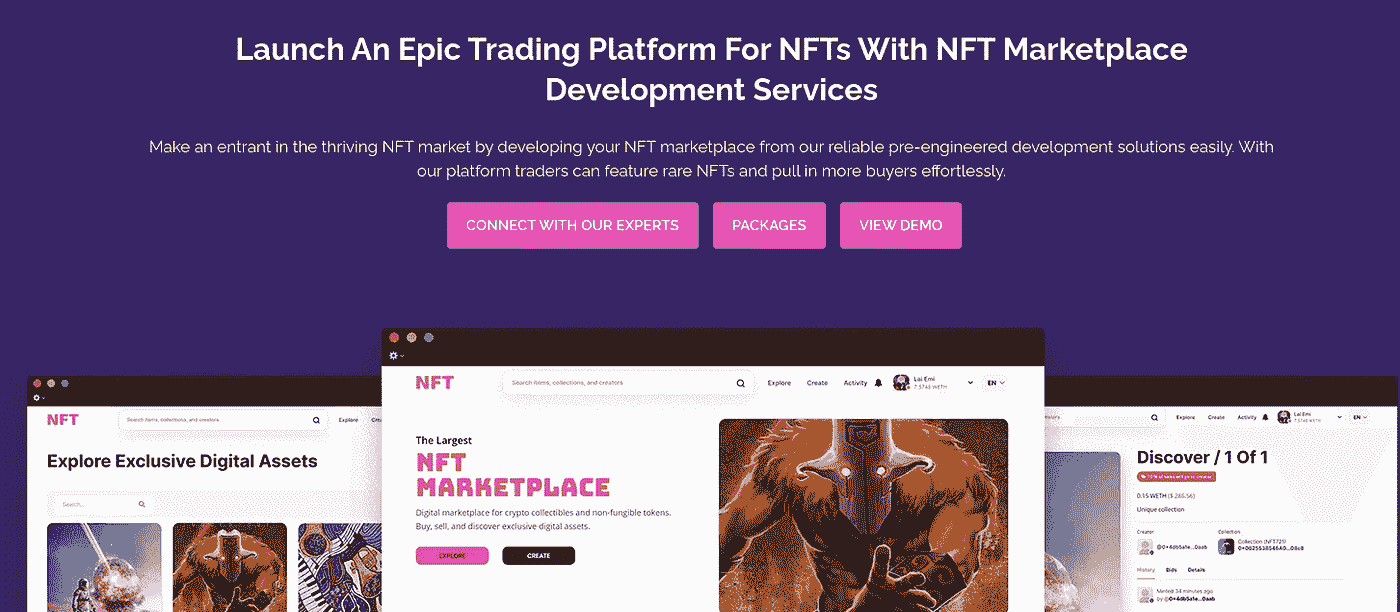 Launch An Epic Trading Platform For NFTs With NFT Marketplace
Development Services
Make an entrant in the thriving NFT market by developing your NFT marketplace from our reliable pre-engineered development solutions easily. With
our platform traders can feature rare NFTs and pull in more buyers effortlessly.
CONNECT WITH OUR EXPERTS PACKAGES VIEW DEMO
NFT
Search items, collections, and creators
Explore
Explore Exclusive Digital Assets
Search...
NFT
Search items, collections, and creators
Explore Create Activity
Lai Emi
EN
The Largest
NFT
MARKETPLACE
Digital marketplace for crypto collectibles and non-fungible tokens.
Buy, sell, and discover exclusive digital assets.
EXPLORE CREATE
Explore Create Activity
Lai Emi
EN
Discover / 1 Of 1
0.15 WETH ($ 285.56)
Unique collection
Creator Collection
Collection (NFT721)
History Bids Details
Minted 34 minutes ago